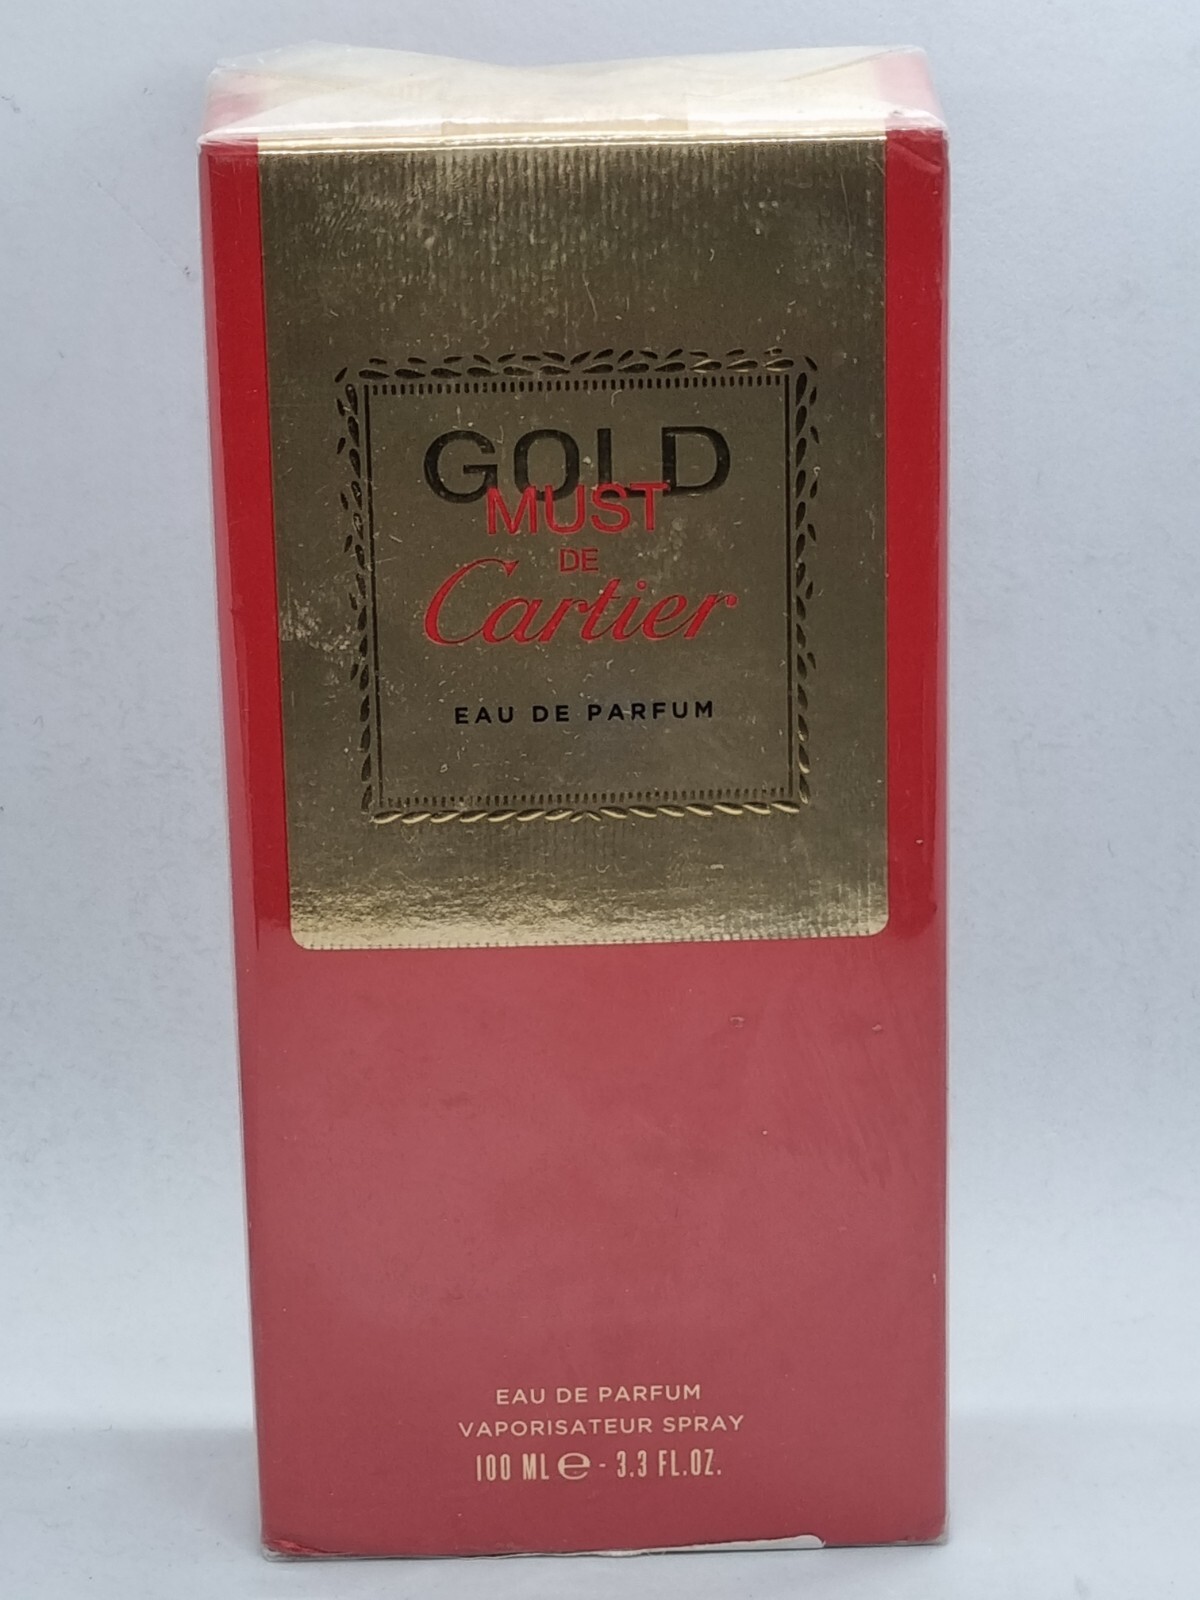 GOLD
MUST
DE
Cartier
EAU DE PARFUM
EAU DE PARFUM
VAPORISATEUR SPRAY
100 ML ℮ - 3.3 FL.OZ.